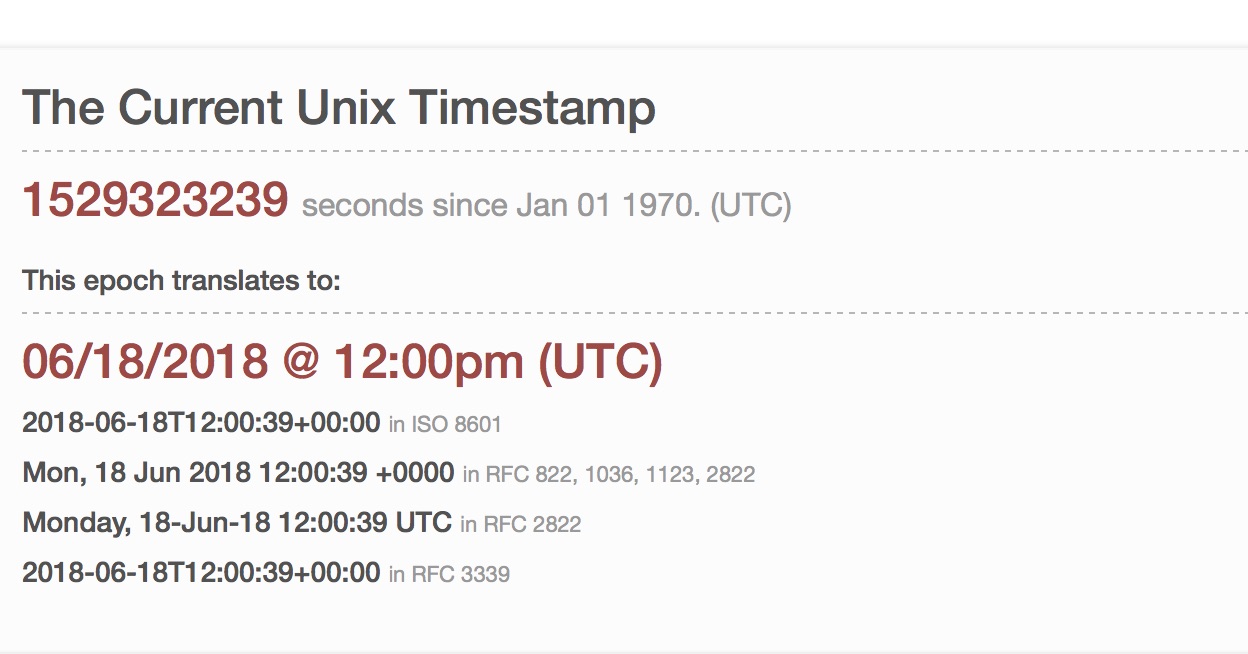 The Current Unix Timestamp
1529323239 seconds since Jan 01 1970. (UTC)
This epoch translates to:
06/18/2018 @ 12:00pm (UTC)
2018-06-18T12:00:39+00:00 in ISO 8601
Mon, 18 Jun 2018 12:00:39 +0000 in RFC 822, 1036, 1123, 2822
Monday, 18-Jun-18 12:00:39 UTC in RFC 2822
2018-06-18T12:00:39+00:00 in RFC 3339